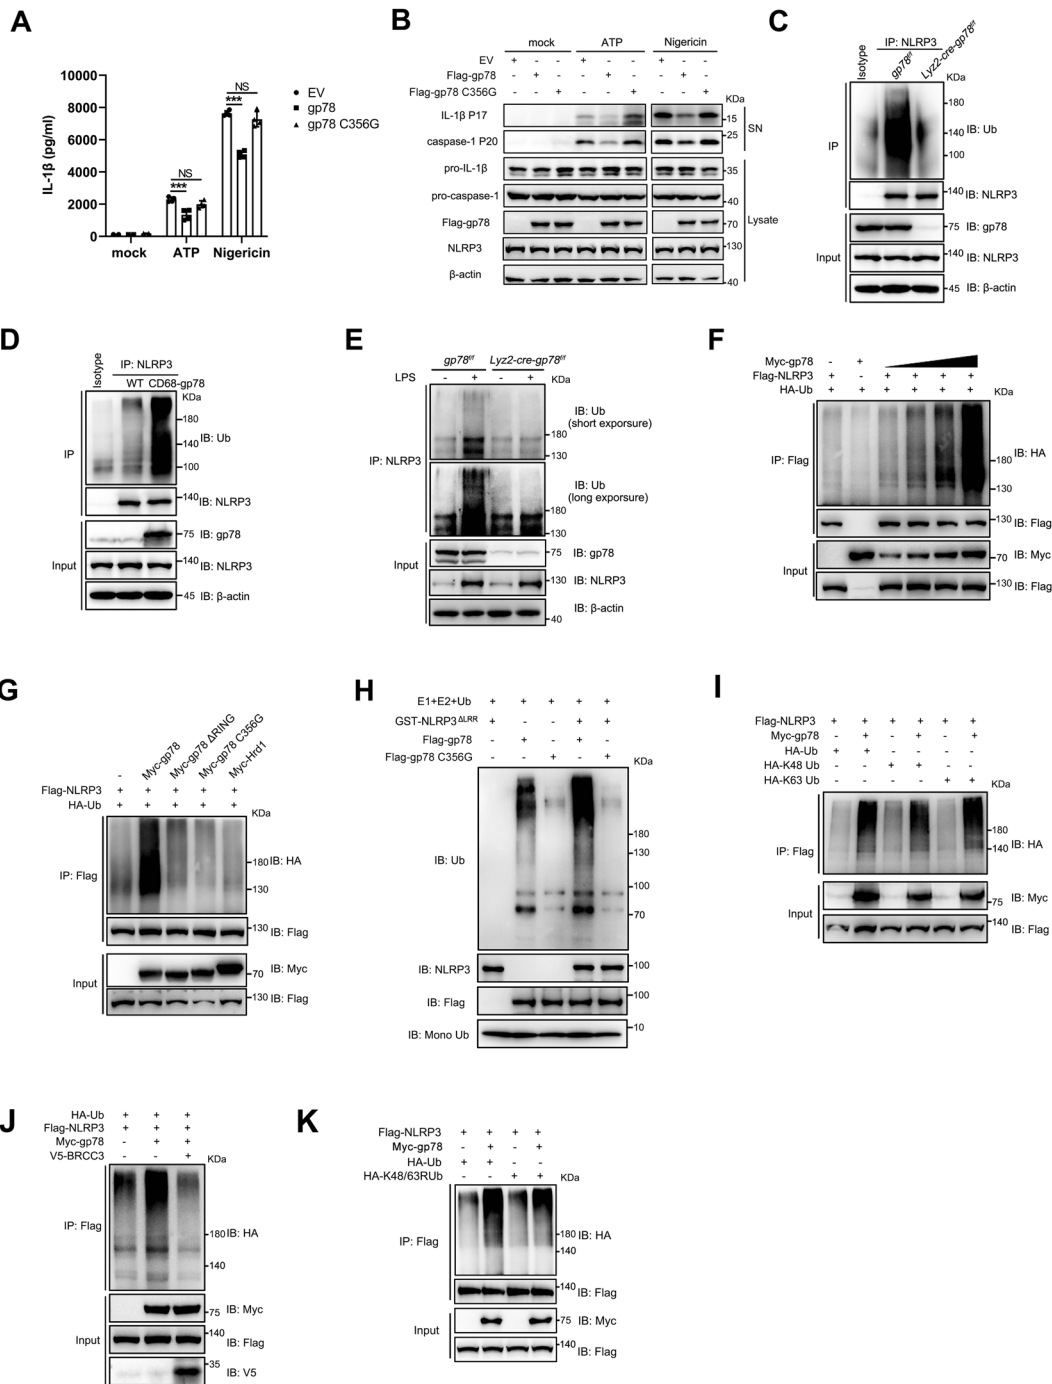 A
IL-1β (pg/ml)
10000
8000
6000
4000
2000
0
NS
***
NS
***
mock ATP Nigericin
EV
gp78
gp78 C356G
B
mock ATP Nigericin
EV + - - + - - + - -
Flag-gp78 - + - - + - - + -
Flag-gp78 C356G - - + - - + - - +
KDa
IL-1β P17 15
caspase-1 P20 25
SN
pro-IL-1β 35
pro-caspase-1 40
Flag-gp78 70
Lysate
NLRP3 130
β-actin 40
C
IP: NLRP3
Isotype gp78f/f Lyz2-cre-gp78f/f
KDa
180
140 IB: Ub
100
IP
140 IB: NLRP3
75 IB: gp78
Input 140 IB: NLRP3
45 IB: β-actin
D
IP: NLRP3
Isotype WT CD68-gp78
KDa
180
140 IB: Ub
100
IP
140 IB: NLRP3
75 IB: gp78
Input 140 IB: NLRP3
45 IB: β-actin
E
gp78f/f Lyz2-cre-gp78f/f
LPS - + - + KDa
IB: Ub
(short exporsure)
180
130
IP: NLRP3
IB: Ub
(long exporsure)
180
130
75 IB: gp78
Input 130 IB: NLRP3
IB: β-actin
40
F
Myc-gp78 - +
Flag-NLRP3 + - + + + +
HA-Ub + + + + + +
KDa
IP: Flag IB: HA
180
130
130 IB: Flag
70 IB: Myc
Input
130 IB: Flag
G
- Myc-gp78 Myc-gp78 ΔRING Myc-gp78 C356G Myc-Hrd1
Flag-NLRP3 + + + + +
HA-Ub + + + + +
KDa
180 IB: HA
IP: Flag
130
130 IB: Flag
IB: Myc
70
Input
130 IB: Flag
H
E1+E2+Ub + + + + +
GST-NLRP3ΔLRR + - - + +
Flag-gp78 - + - + -
Flag-gp78 C356G - - + - +
KDa
180
130
IB: Ub
100
70
IB: NLRP3 100
IB: Flag 100
IB: Mono Ub 10
I
Flag-NLRP3 + + + + + +
Myc-gp78 - + - + - +
HA-Ub + + - - - -
HA-K48 Ub - - + + - -
HA-K63 Ub - - - - + +
KDa
180
IP: Flag IB: HA
140
IB: Myc
75
Input
140
IB: Flag
J
HA-Ub + + +
Flag-NLRP3 + + +
Myc-gp78 - + +
V5-BRCC3 - - +
KDa
IP: Flag
180 IB: HA
140
75 IB: Myc
Input 140
IB: Flag
35
IB: V5
K
Flag-NLRP3 + + + +
Myc-gp78 - + - +
HA-Ub + + - -
HA-K48/63RUb - - + +
KDa
IP: Flag 180 IB: HA
140
140 IB: Flag
75 IB: Myc
Input 140
IB: Flag